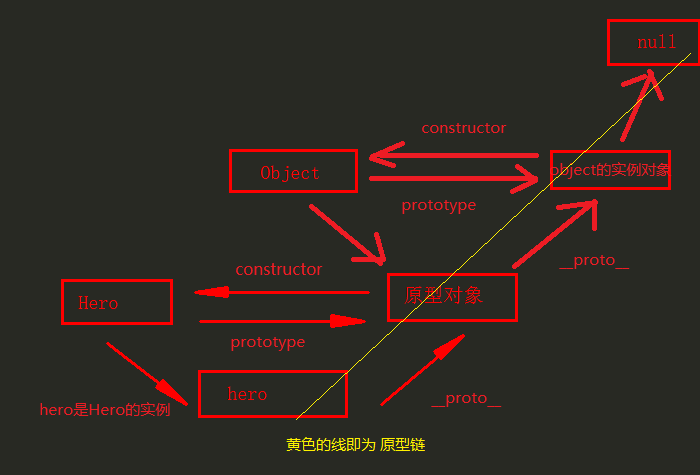 null
constructor
Object
object的实例对象
prototype
__proto__
constructor
原型对象
Hero
prototype
hero
__proto__
hero是Hero的实例
黄色的线即为 原型链